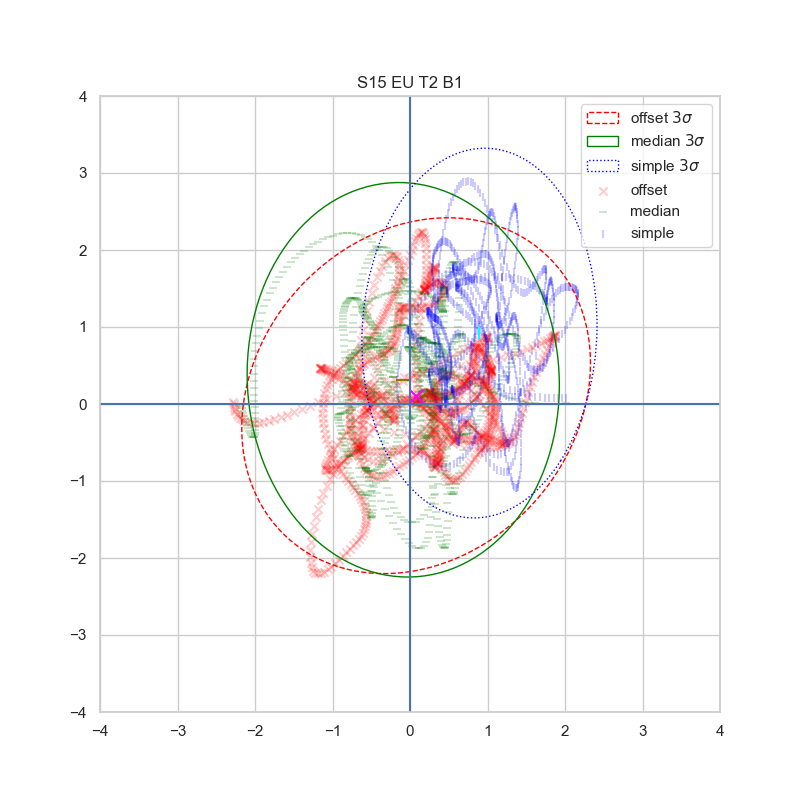 S15 EU T2 B1
offset 3σ
median 3σ
simple 3σ
offset
median
simple
4
3
2
1
0
−1
−2
−3
−4
−4 −3 −2 −1 0 1 2 3 4